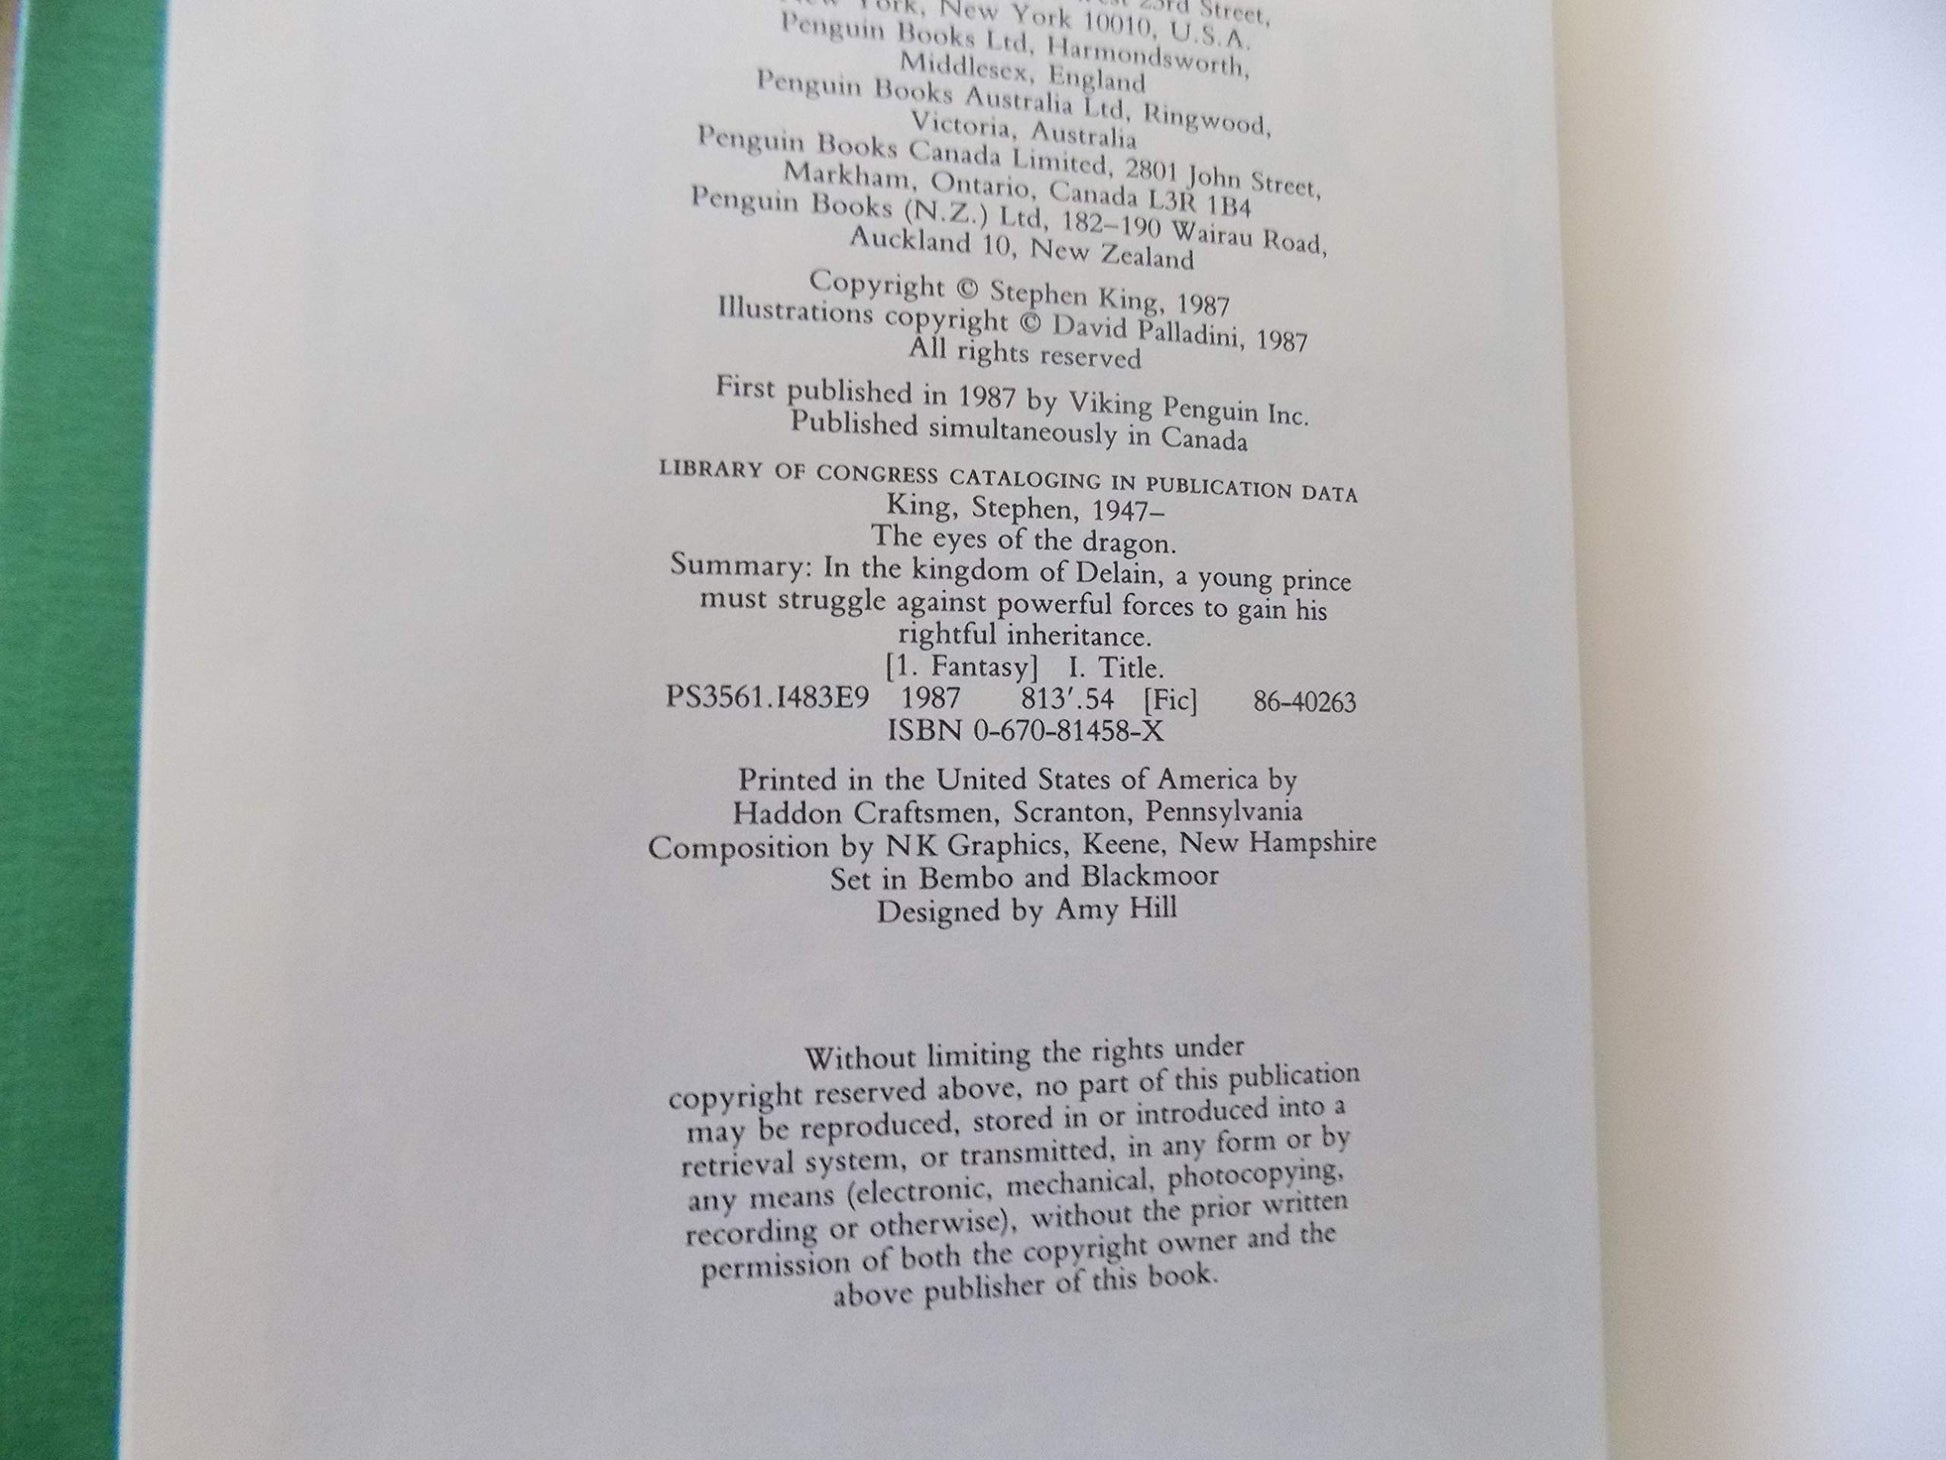 23rd Street,
New York, New York 10010, U.S.A.
Penguin Books Ltd, Harmondsworth,
Middlesex, England
Penguin Books Australia Ltd, Ringwood,
Victoria, Australia
Penguin Books Canada Limited, 2801 John Street,
Markham, Ontario, Canada L3R 1B4
Penguin Books (N.Z.) Ltd, 182–190 Wairau Road,
Auckland 10, New Zealand
Copyright © Stephen King, 1987
Illustrations copyright © David Palladini, 1987
All rights reserved
First published in 1987 by Viking Penguin Inc.
Published simultaneously in Canada
LIBRARY OF CONGRESS CATALOGING IN PUBLICATION DATA
King, Stephen, 1947–
The eyes of the dragon.
Summary: In the kingdom of Delain, a young prince
must struggle against powerful forces to gain his
rightful inheritance.
[1. Fantasy] I. Title.
PS3561.I483E9 1987 813′.54 [Fic] 86-40263
ISBN 0-670-81458-X
Printed in the United States of America by
Haddon Craftsmen, Scranton, Pennsylvania
Composition by NK Graphics, Keene, New Hampshire
Set in Bembo and Blackmoor
Designed by Amy Hill
Without limiting the rights under
copyright reserved above, no part of this publication
may be reproduced, stored in or introduced into a
retrieval system, or transmitted, in any form or by
any means (electronic, mechanical, photocopying,
recording or otherwise), without the prior written
permission of both the copyright owner and the
above publisher of this book.